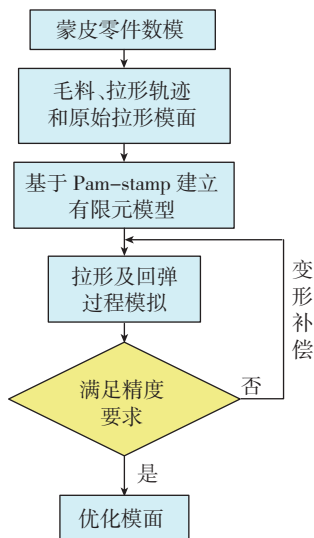 蒙皮零件数模
毛料、拉形轨迹
和原始拉形模面
基于 Pam-stamp 建立
有限元模型
拉形及回弹
过程模拟
变形补偿
满足精度
要求
否
是
优化模面